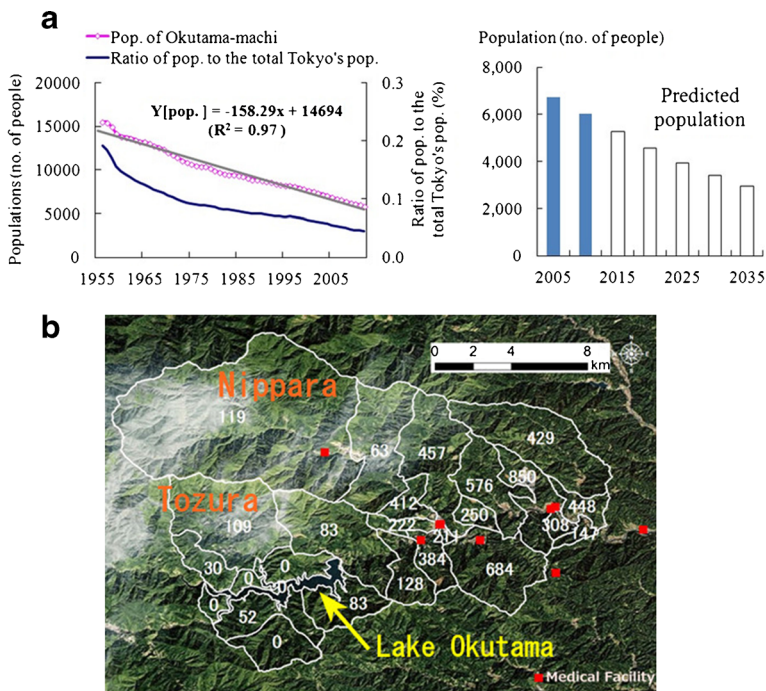 a
Pop. of Okutama-machi
Ratio of pop. to the total Tokyo's pop.
Populations (no. of people)
20000
15000
10000
5000
0
Y[pop. ] = -158.29x + 14694
(R² = 0.97 )
0.3
0.2
0.1
0.0
Ratio of pop. to the
total Tokyo's pop. (%)
1955 1965 1975 1985 1995 2005
Population (no. of people)
8,000
6,000
4,000
2,000
0
Predicted
population
2005 2015 2025 2035
b
0 2 4 8
km
Nippara
119
63
457
429
576
850
Tozura
109
83
412
222
250
211
448
308
147
384
684
128
30
0
0
0
0
52
83
0
Lake Okutama
Medical Facility